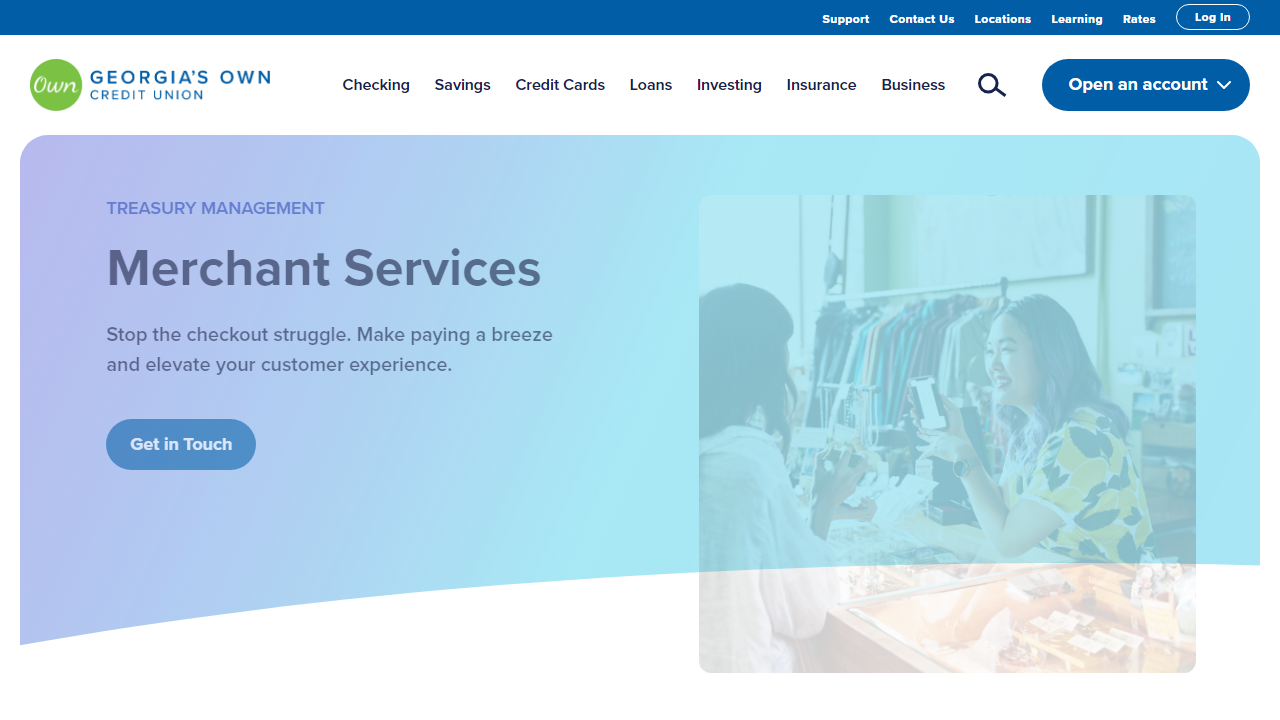 Support Contact Us Locations Learning Rates Log In
Own GEORGIA'S OWN
CREDIT UNION
Checking Savings Credit Cards Loans Investing Insurance Business Open an account
TREASURY MANAGEMENT
Merchant Services
Stop the checkout struggle. Make paying a breeze
and elevate your customer experience.
Get in Touch